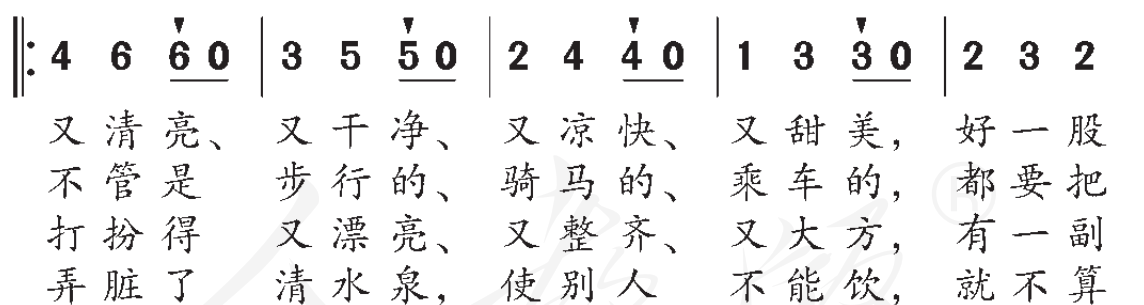 4 6 6 0 3 5 5 0 2 4 4 0 1 3 3 0 2 3 2
又清亮、 又干净、 又凉快、 又甜美, 好一股
不管是 步行的、 骑马的、 乘车的, 都要把
打扮得 又漂亮、 又整齐、 又大方, 有一副
弄脏了 清水泉, 使别人 不能饮, 就不算